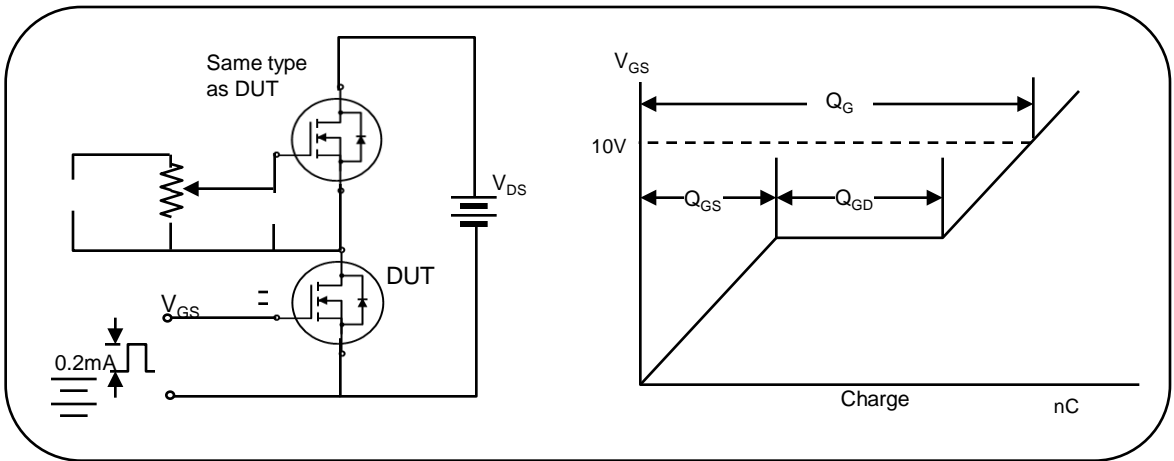 Same type
as DUT
V_DS
DUT
V_GS
0.2mA
V_GS
Q_G
10V
Q_GS
Q_GD
Charge
nC